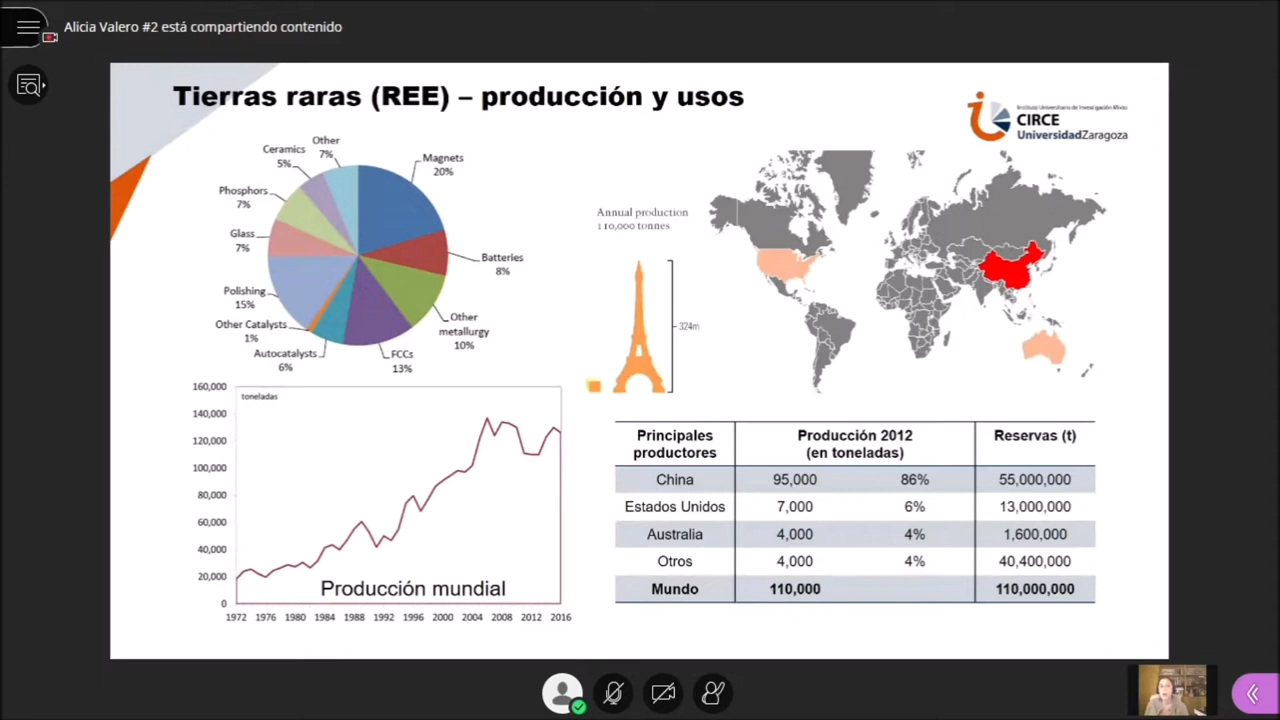 Alicia Valero #2 está compartiendo contenido
Tierras raras (REE) – producción y usos
Instituto Universitario de Investigación Mixto
CIRCE
UniversidadZaragoza
Other
7%
Ceramics
5%
Magnets
20%
Phosphors
7%
Glass
7%
Batteries
8%
Polishing
15%
Other
metallurgy
10%
Other Catalysts
1%
Autocatalysts
6%
FCCs
13%
Annual production
110,000 tonnes
324m
160,000
toneladas
140,000
120,000
100,000
80,000
60,000
40,000
20,000
0
Producción mundial
1972 1976 1980 1984 1988 1992 1996 2000 2004 2008 2012 2016
Principales productores
Producción 2012 (en toneladas)
Reservas (t)
China 95,000 86% 55,000,000
Estados Unidos 7,000 6% 13,000,000
Australia 4,000 4% 1,600,000
Otros 4,000 4% 40,400,000
Mundo 110,000 110,000,000